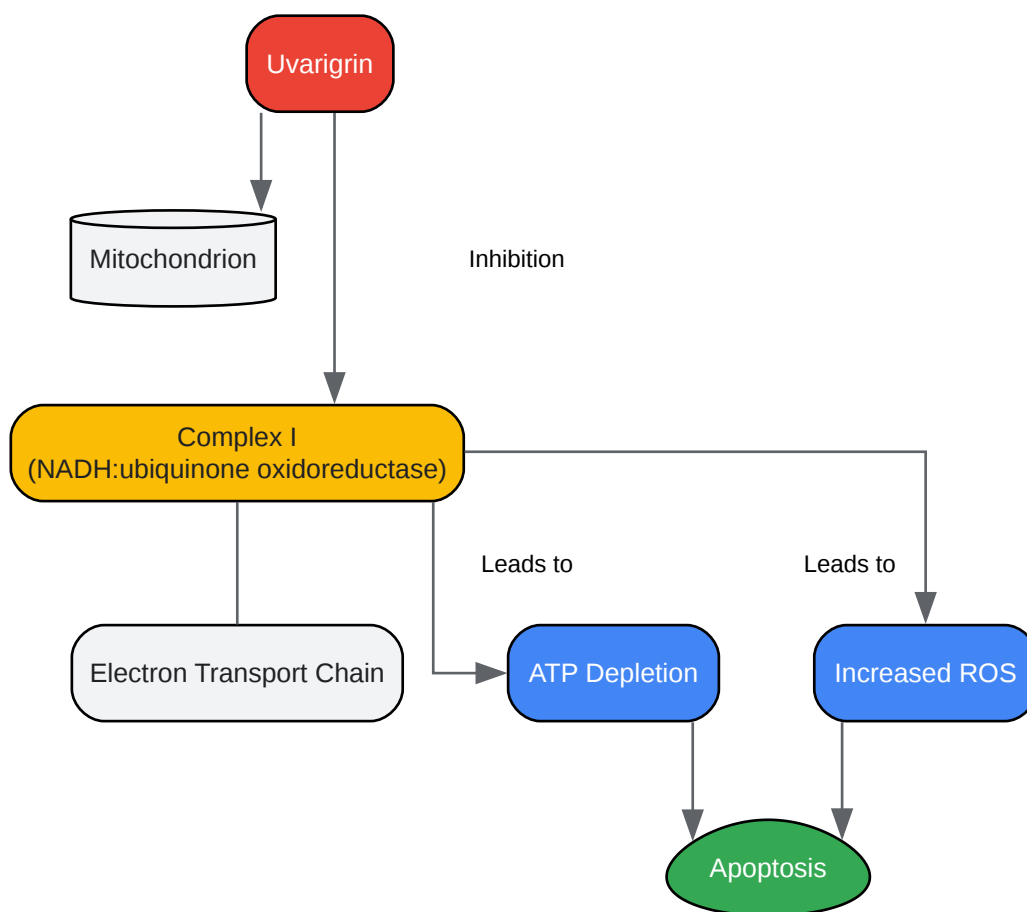 Uvarigrin
Mitochondrion
Inhibition
Complex I
(NADH:ubiquinone oxidoreductase)
Leads to
Leads to
Electron Transport Chain
ATP Depletion
Increased ROS
Apoptosis